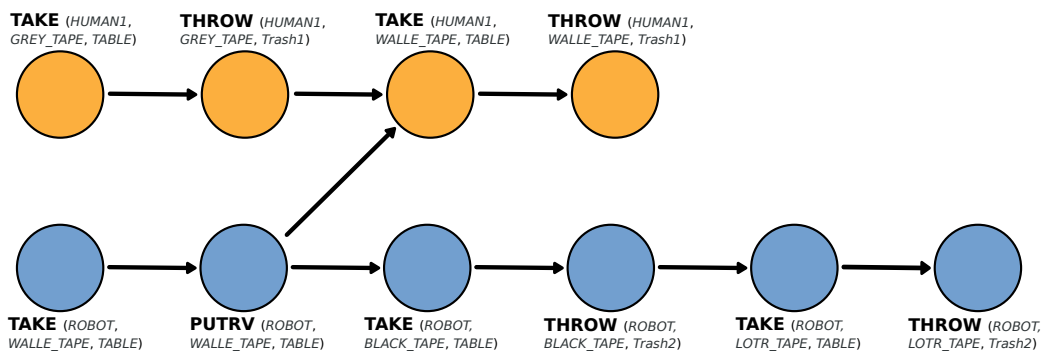 TAKE (HUMAN1,
GREY_TAPE, TABLE)
THROW (HUMAN1,
GREY_TAPE, Trash1)
TAKE (HUMAN1,
WALLE_TAPE, TABLE)
THROW (HUMAN1,
WALLE_TAPE, Trash1)
TAKE (ROBOT,
WALLE_TAPE, TABLE)
PUTRV (ROBOT,
WALLE_TAPE, TABLE)
TAKE (ROBOT,
BLACK_TAPE, TABLE)
THROW (ROBOT,
BLACK_TAPE, Trash2)
TAKE (ROBOT,
LOTR_TAPE, TABLE)
THROW (ROBOT,
LOTR_TAPE, Trash2)